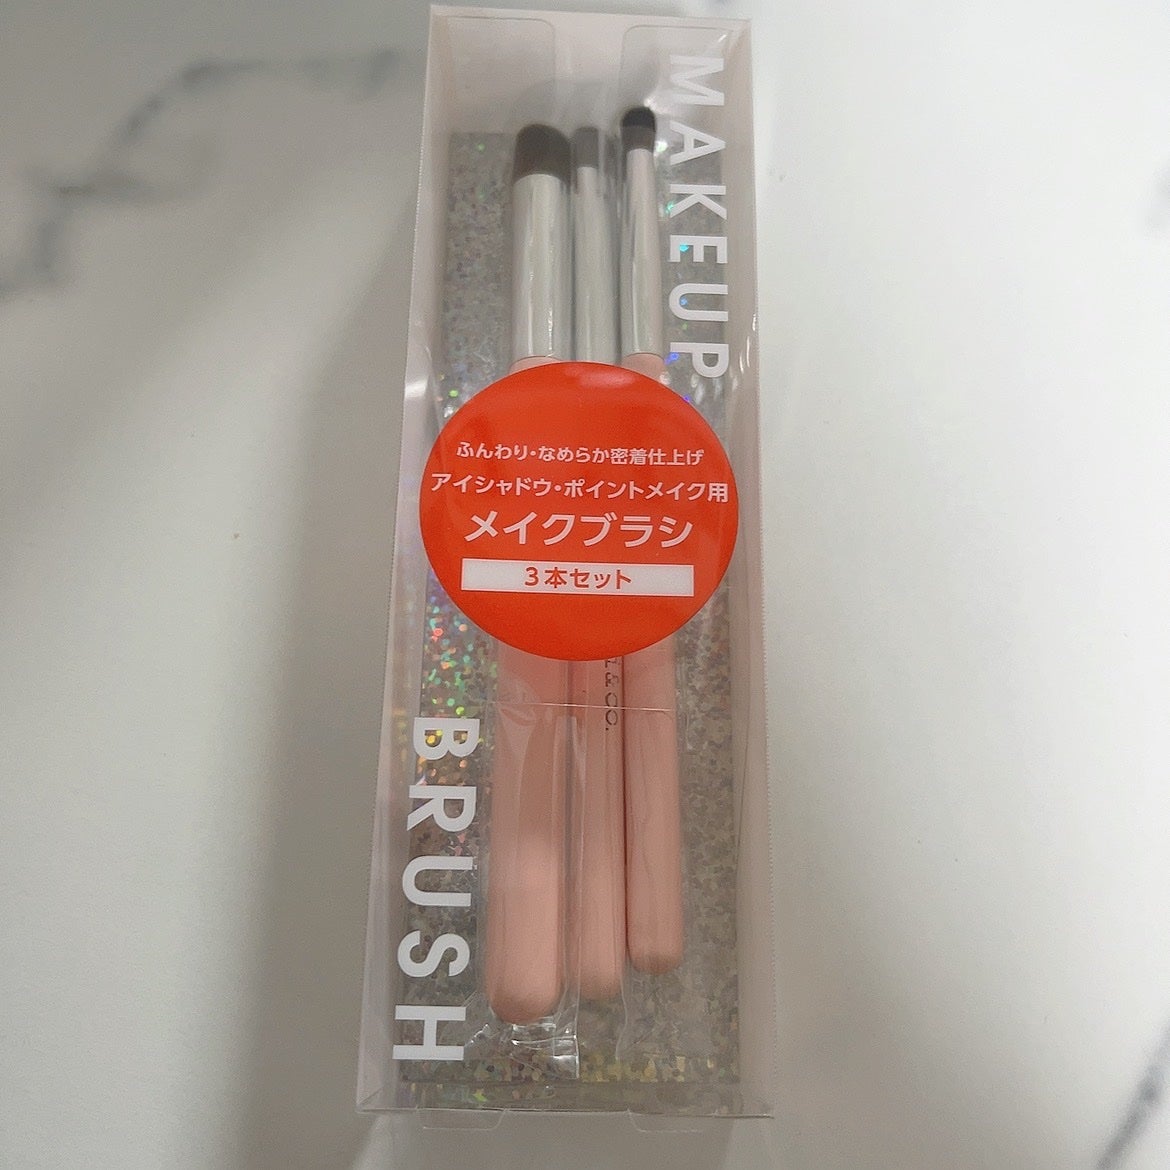 MAKEUP
ふんわり・なめらか密着仕上げ
アイシャドウ・ポイントメイク用
メイクブラシ
3本セット
&CO.
BRUSH